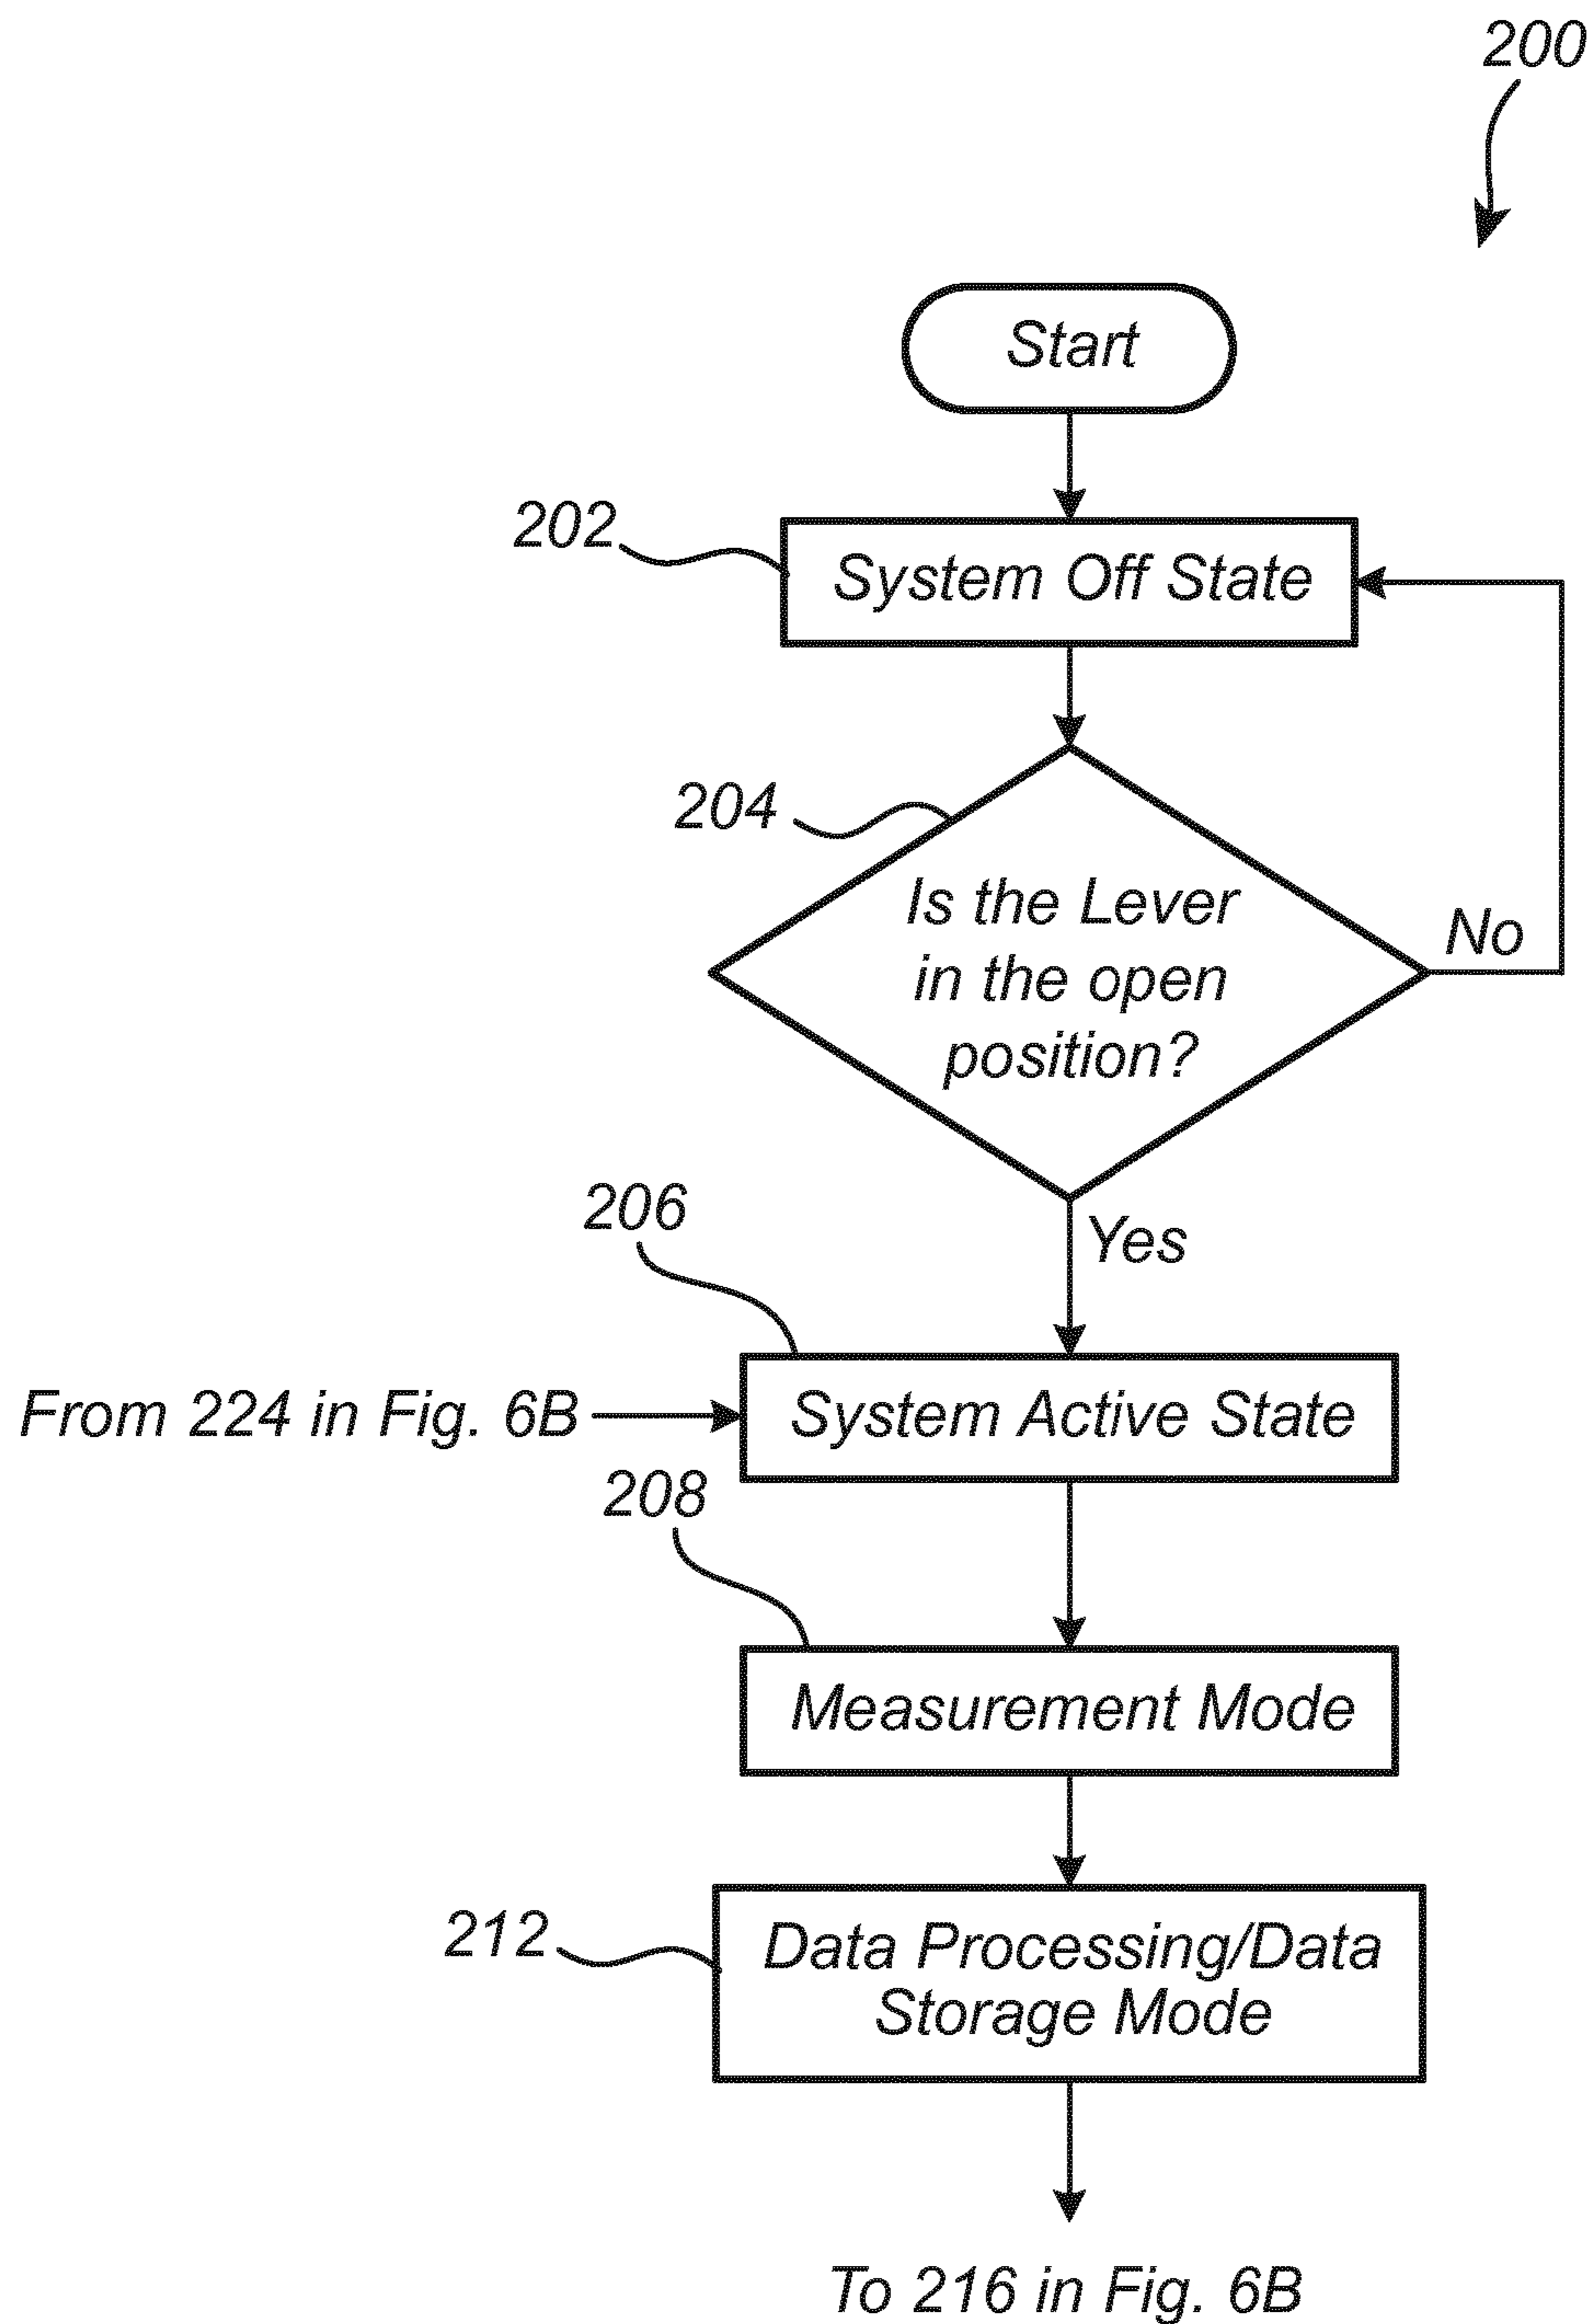 200
Start
202
System Off State
204
Is the Lever
in the open
position?
No
Yes
206
From 224 in Fig. 6B
System Active State
208
Measurement Mode
212
Data Processing/Data
Storage Mode
To 216 in Fig. 6B